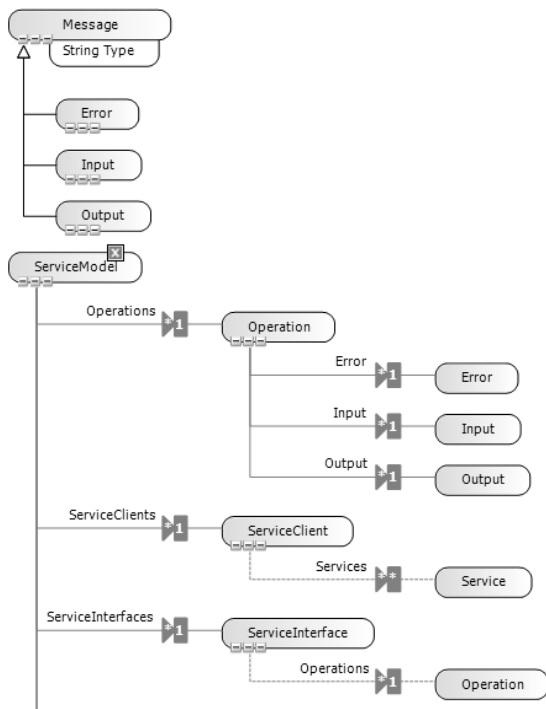 Message
String Type
Error
Input
Output
ServiceModel
Operations *1 Operation
Error *1 Error
Input *1 Input
Output *1 Output
ServiceClients *1 ServiceClient
Services ** Service
ServiceInterfaces *1 ServiceInterface
Operations *1 Operation